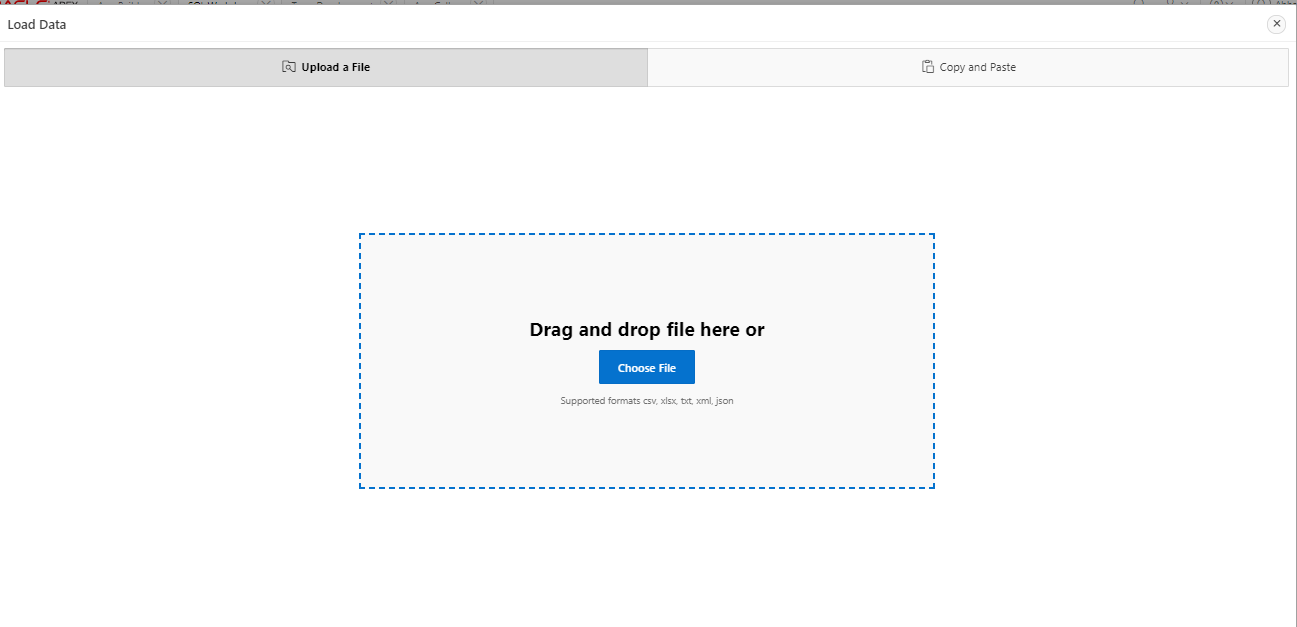 Load Data
Upload a File
Copy and Paste
Drag and drop file here or
Choose File
Supported formats csv, xlsx, txt, xml, json